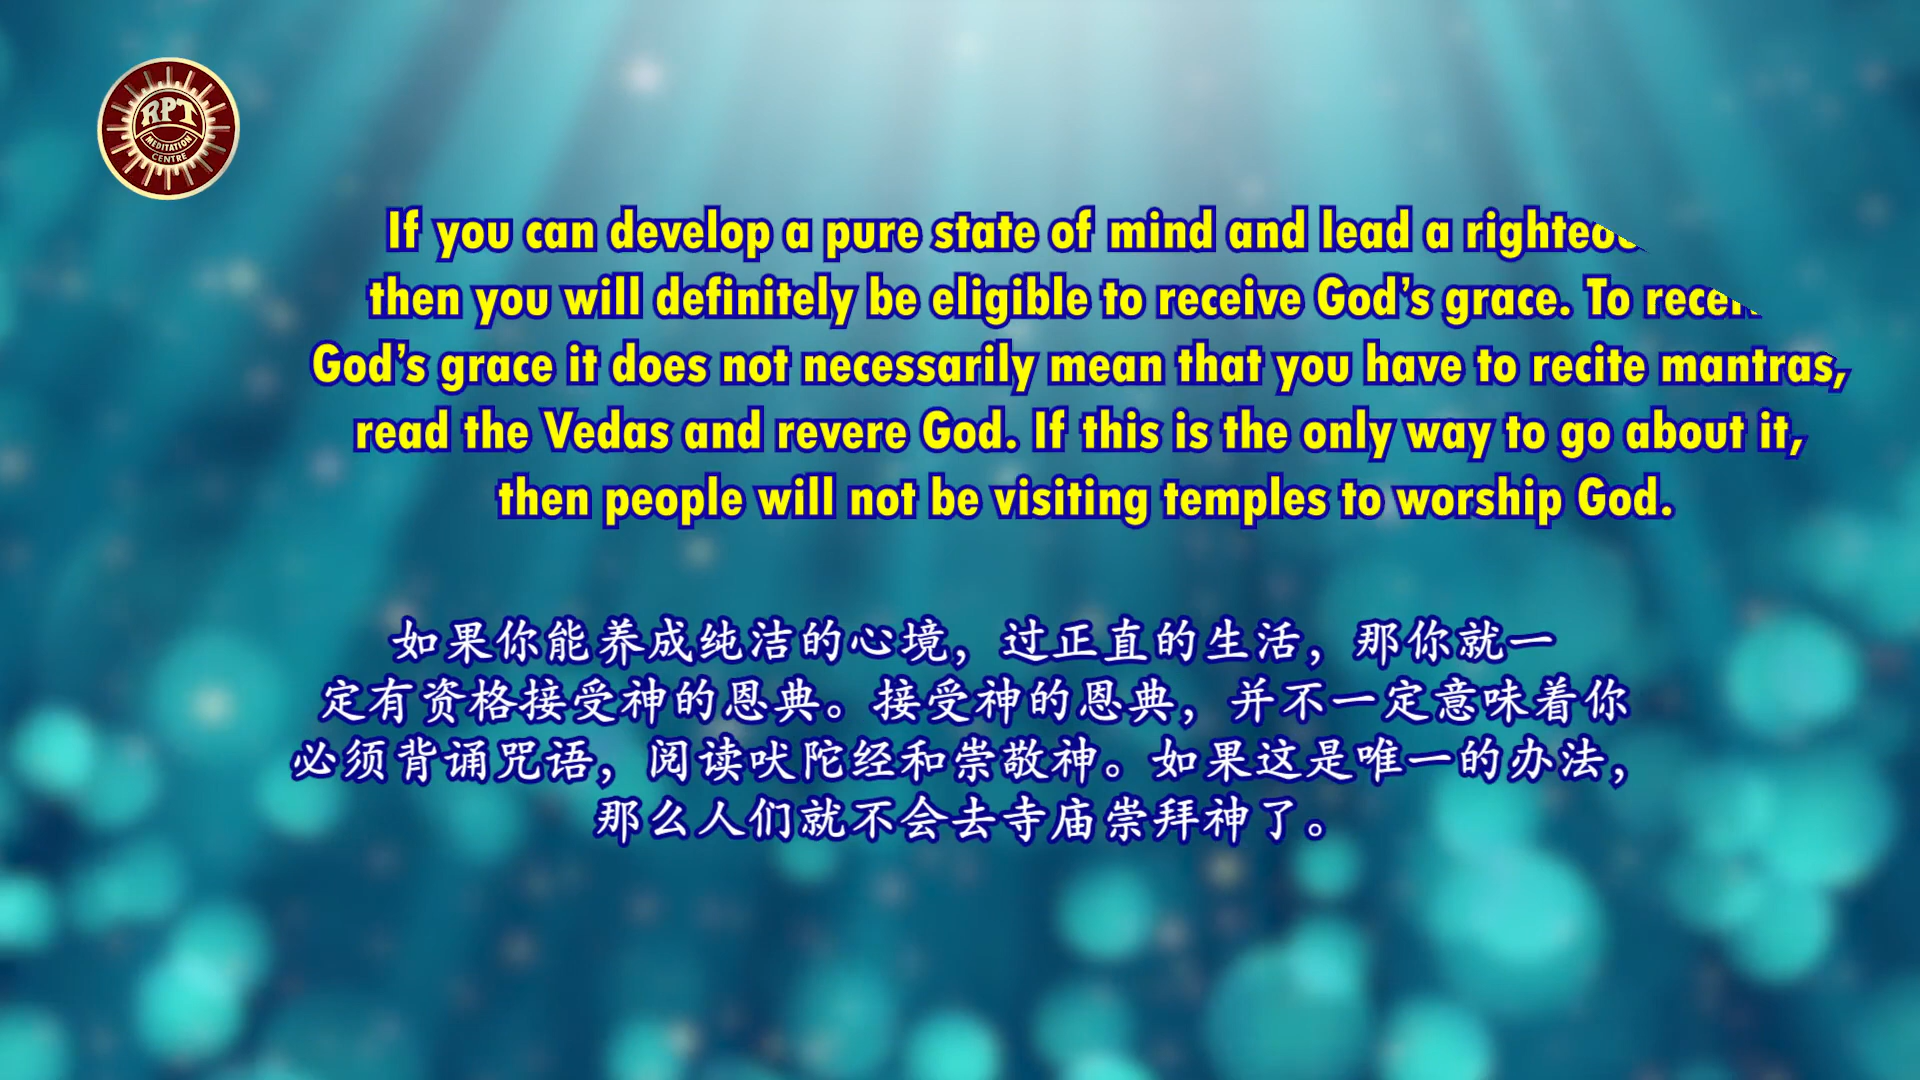 RPT
MEDITATION
CENTRE
If you can develop a pure state of mind and lead a
then you will definitely be eligible to receive God's grace. To
God's grace it does not necessarily mean that you have to recite mantras,
read the Vedas and revere God. If this is the only way to go about it,
then people will not be visiting temples to worship God.
如果你能养成纯洁的心境，过正直的生活，那你就一
定有资格接受神的恩典。接受神的恩典，并不一定意味着你
必须背诵咒语，阅读吠陀经和崇敬神。如果这是唯一的办法，
那么人们就不会去寺庙崇拜神了。